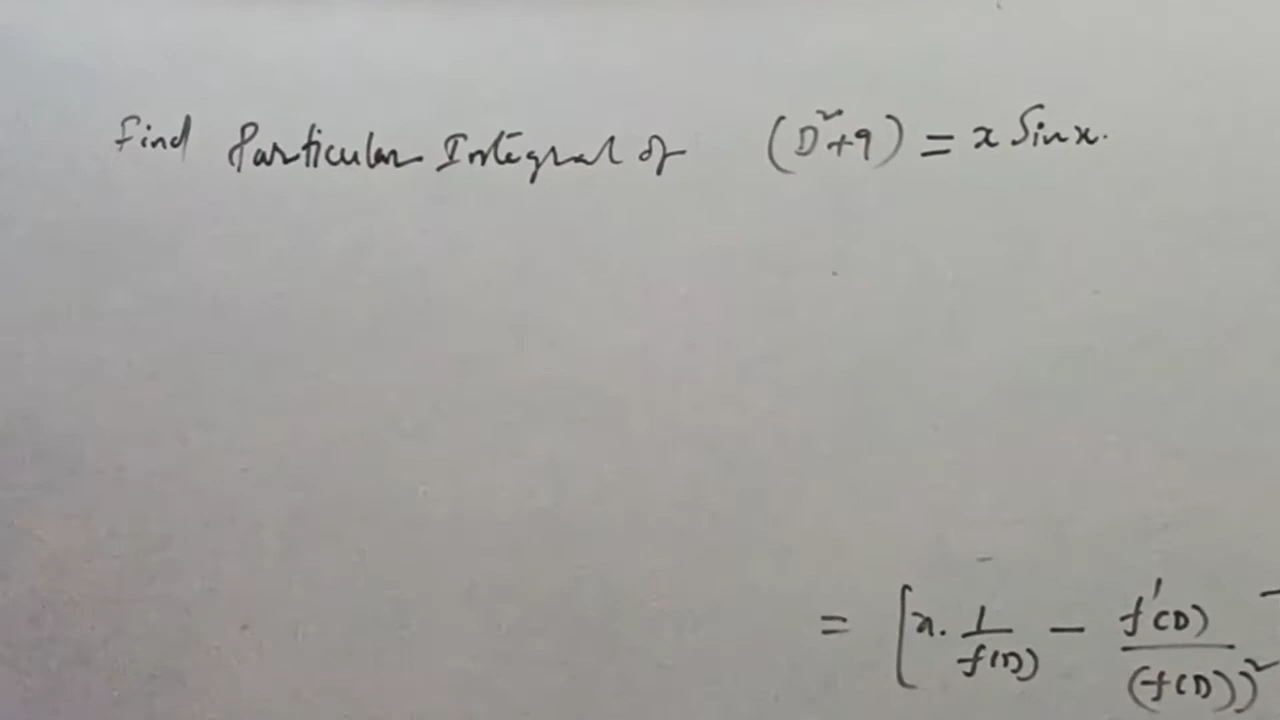 Find Particular Integral of (D²+9) = x Sinx.
= [x. 1/f(D) - f'(D)/(f(D))²